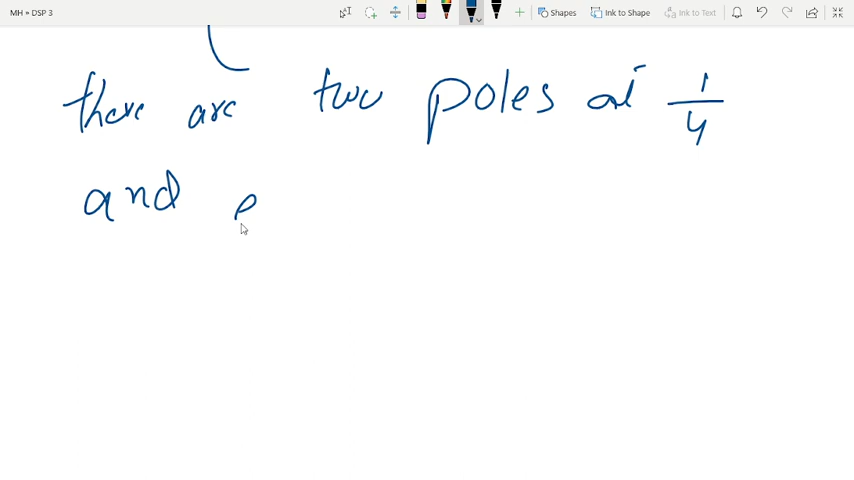 MH » DSP 3
Shapes
Ink to Shape
Ink to Text
there are two poles at 1/4
and